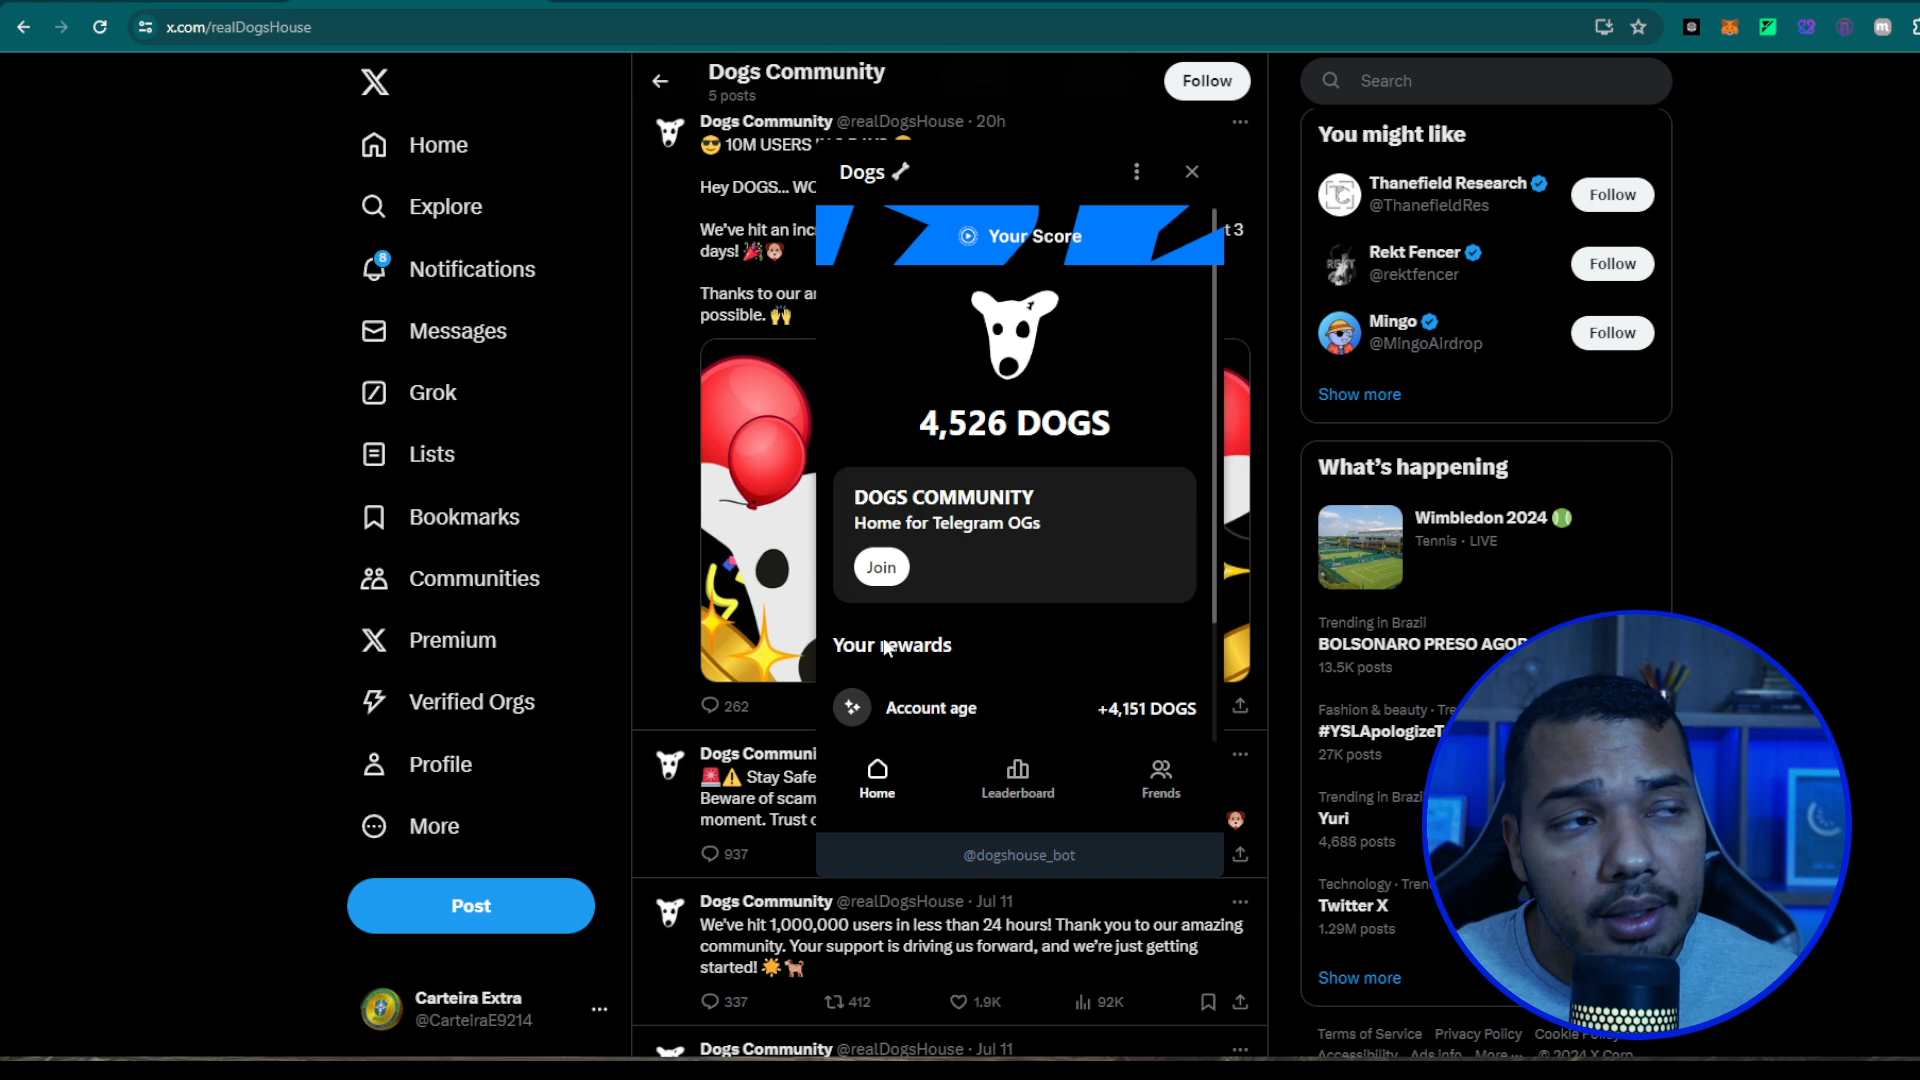 x.com/realDogsHouse
Home
Explore
8
Notifications
Messages
Grok
Lists
Bookmarks
Communities
Premium
Verified Orgs
Profile
More
Post
Carteira Extra
@CarteiraE9214
Dogs Community
5 posts
Follow
Dogs Community @realDogsHouse · 20h
😎 10M USERS
Hey DOGS...
We've hit an
t 3
days! 🎉🐶
Thanks to our
possible. 🙌
262
Dogs
🚨⚠️ Stay Safe
Beware of scam
moment. Trust
937
Dogs Community @realDogsHouse · Jul 11
We've hit 1,000,000 users in less than 24 hours! Thank you to our amazing
community. Your support is driving us forward, and we're just getting
started! 🌟🐕
337
412
1.9K
92K
Dogs Community @realDogsHouse · Jul 11
Dogs 🦴
Your Score
4,526 DOGS
DOGS COMMUNITY
Home for Telegram OGs
Join
Your rewards
Account age
+4,151 DOGS
Home
Leaderboard
Frends
@dogshouse_bot
Search
You might like
Thanefield Research
@ThanefieldRes
Follow
Rekt Fencer
@rektfencer
Follow
Mingo
@MingoAirdrop
Follow
Show more
What's happening
Wimbledon 2024 🎾
Tennis · LIVE
Trending in Brazil
BOLSONARO PRESO
13.5K posts
Fashion & beauty ·
27K posts
Trending in
Yuri
4,688 posts
Technology ·
Twitter X
1.29M posts
Show more
Terms of Service Privacy Policy
Accessibility Ads info More ... © 2024 X Corp.